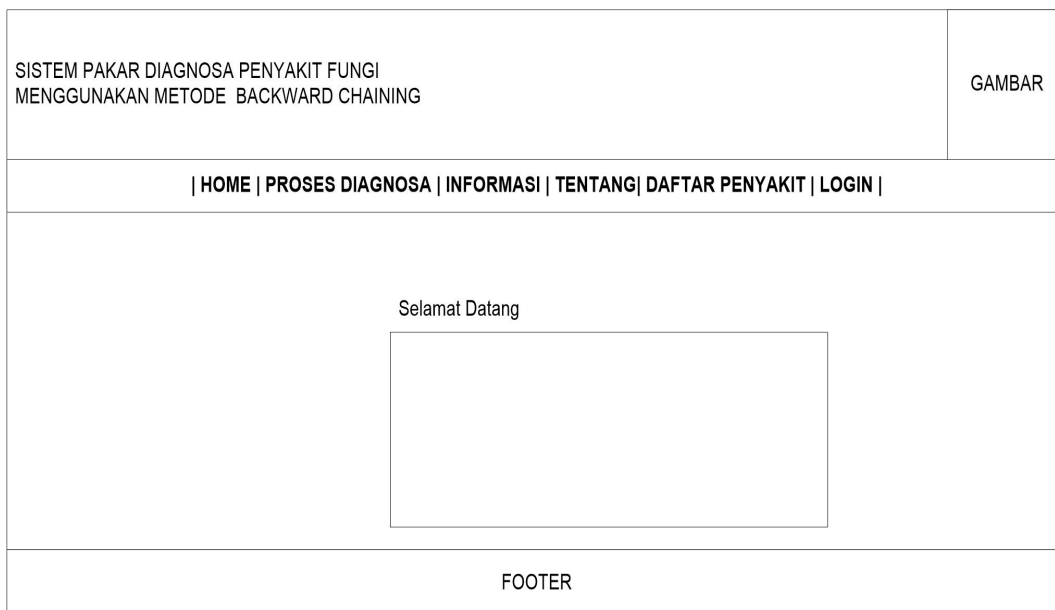 SISTEM PAKAR DIAGNOSA PENYAKIT FUNGI
MENGGUNAKAN METODE BACKWARD CHAINING
GAMBAR
| HOME | PROSES DIAGNOSA | INFORMASI | TENTANG| DAFTAR PENYAKIT | LOGIN |
Selamat Datang
FOOTER